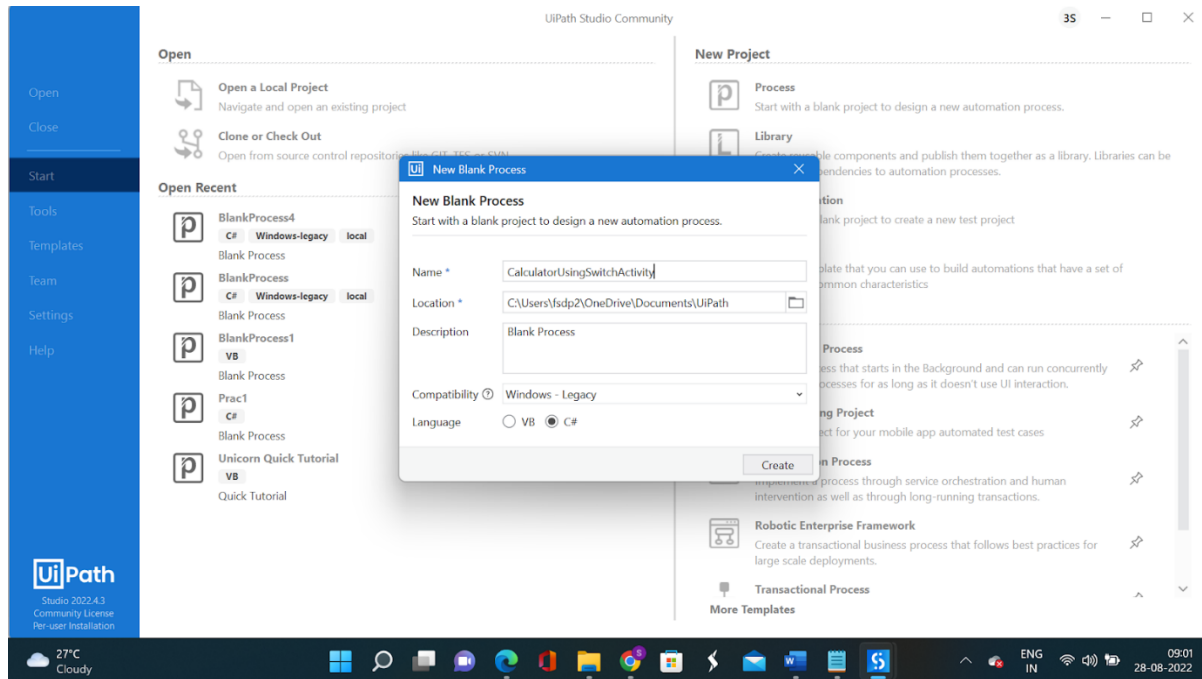 UiPath Studio Community
3S
Open
Close
Start
Tools
Templates
Team
Settings
Help
UiPath
Studio 2022.4.3
Community License
Per-user Installation
Open
Open a Local Project
Navigate and open an existing project
Clone or Check Out
Open from source control repositories like GIT, TFS or SVN
Open Recent
BlankProcess4
C# Windows-legacy local
Blank Process
BlankProcess
C# Windows-legacy local
Blank Process
BlankProcess1
VB
Blank Process
Prac1
C#
Blank Process
Unicorn Quick Tutorial
VB
Quick Tutorial
Ui New Blank Process
New Blank Process
Start with a blank project to design a new automation process.
Name *
CalculatorUsingSwitchActivity
Location *
C:\Users\fsdp2\OneDrive\Documents\UiPath
Description
Blank Process
Compatibility
Windows - Legacy
Language
VB C#
Create
New Project
Process
Start with a blank project to design a new automation process.
Library
Create reusable components and publish them together as a library. Libraries can be
pendencies to automation processes.
tion
lank project to create a new test project
plate that you can use to build automations that have a set of
ommon characteristics
Process
ess that starts in the Background and can run concurrently
ocesses for as long as it doesn't use UI interaction.
ng Project
ect for your mobile app automated test cases
n Process
Implement a process through service orchestration and human
intervention as well as through long-running transactions.
Robotic Enterprise Framework
Create a transactional business process that follows best practices for
large scale deployments.
Transactional Process
More Templates
27°C
Cloudy
ENG
IN
09:01
28-08-2022